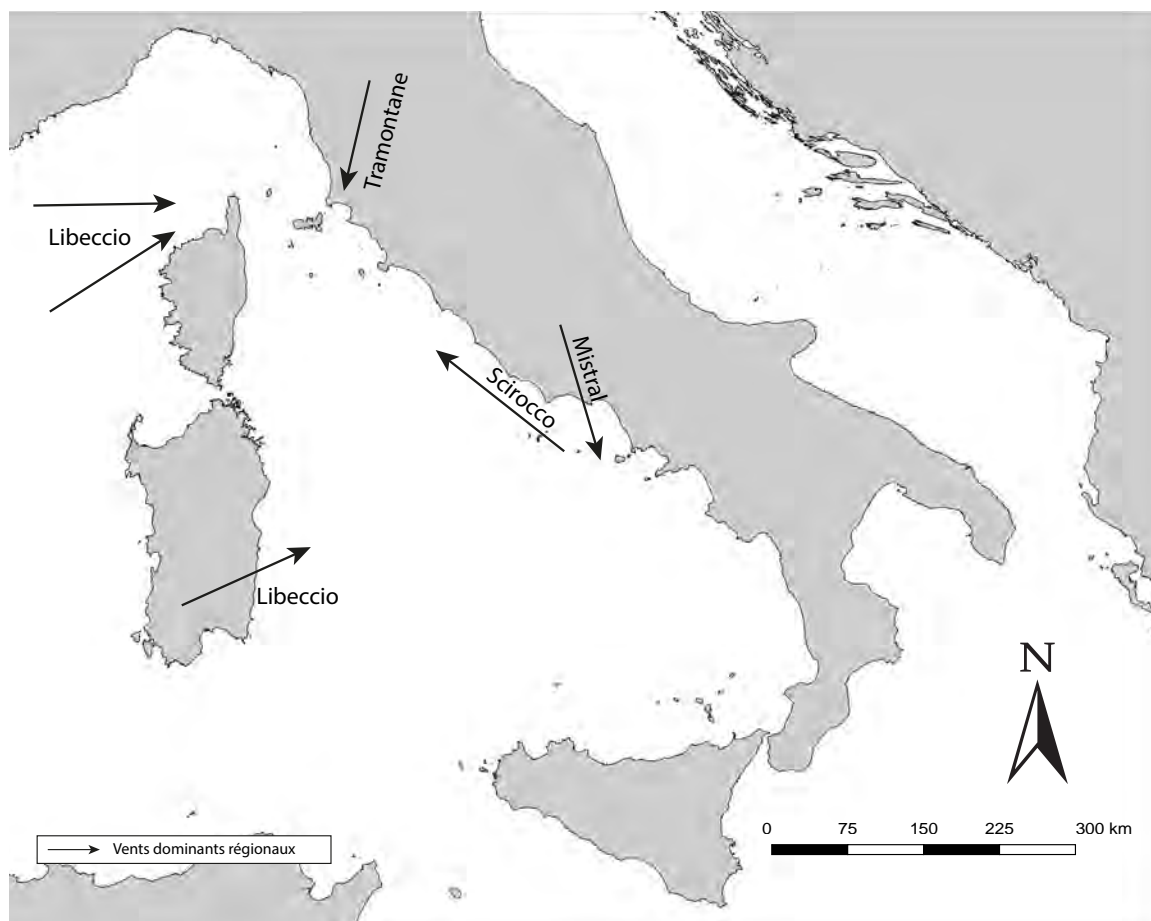 Tramontane
Libeccio
Mistral
Scirocco
Libeccio
N
0 75 150 225 300 km
Vents dominants régionaux